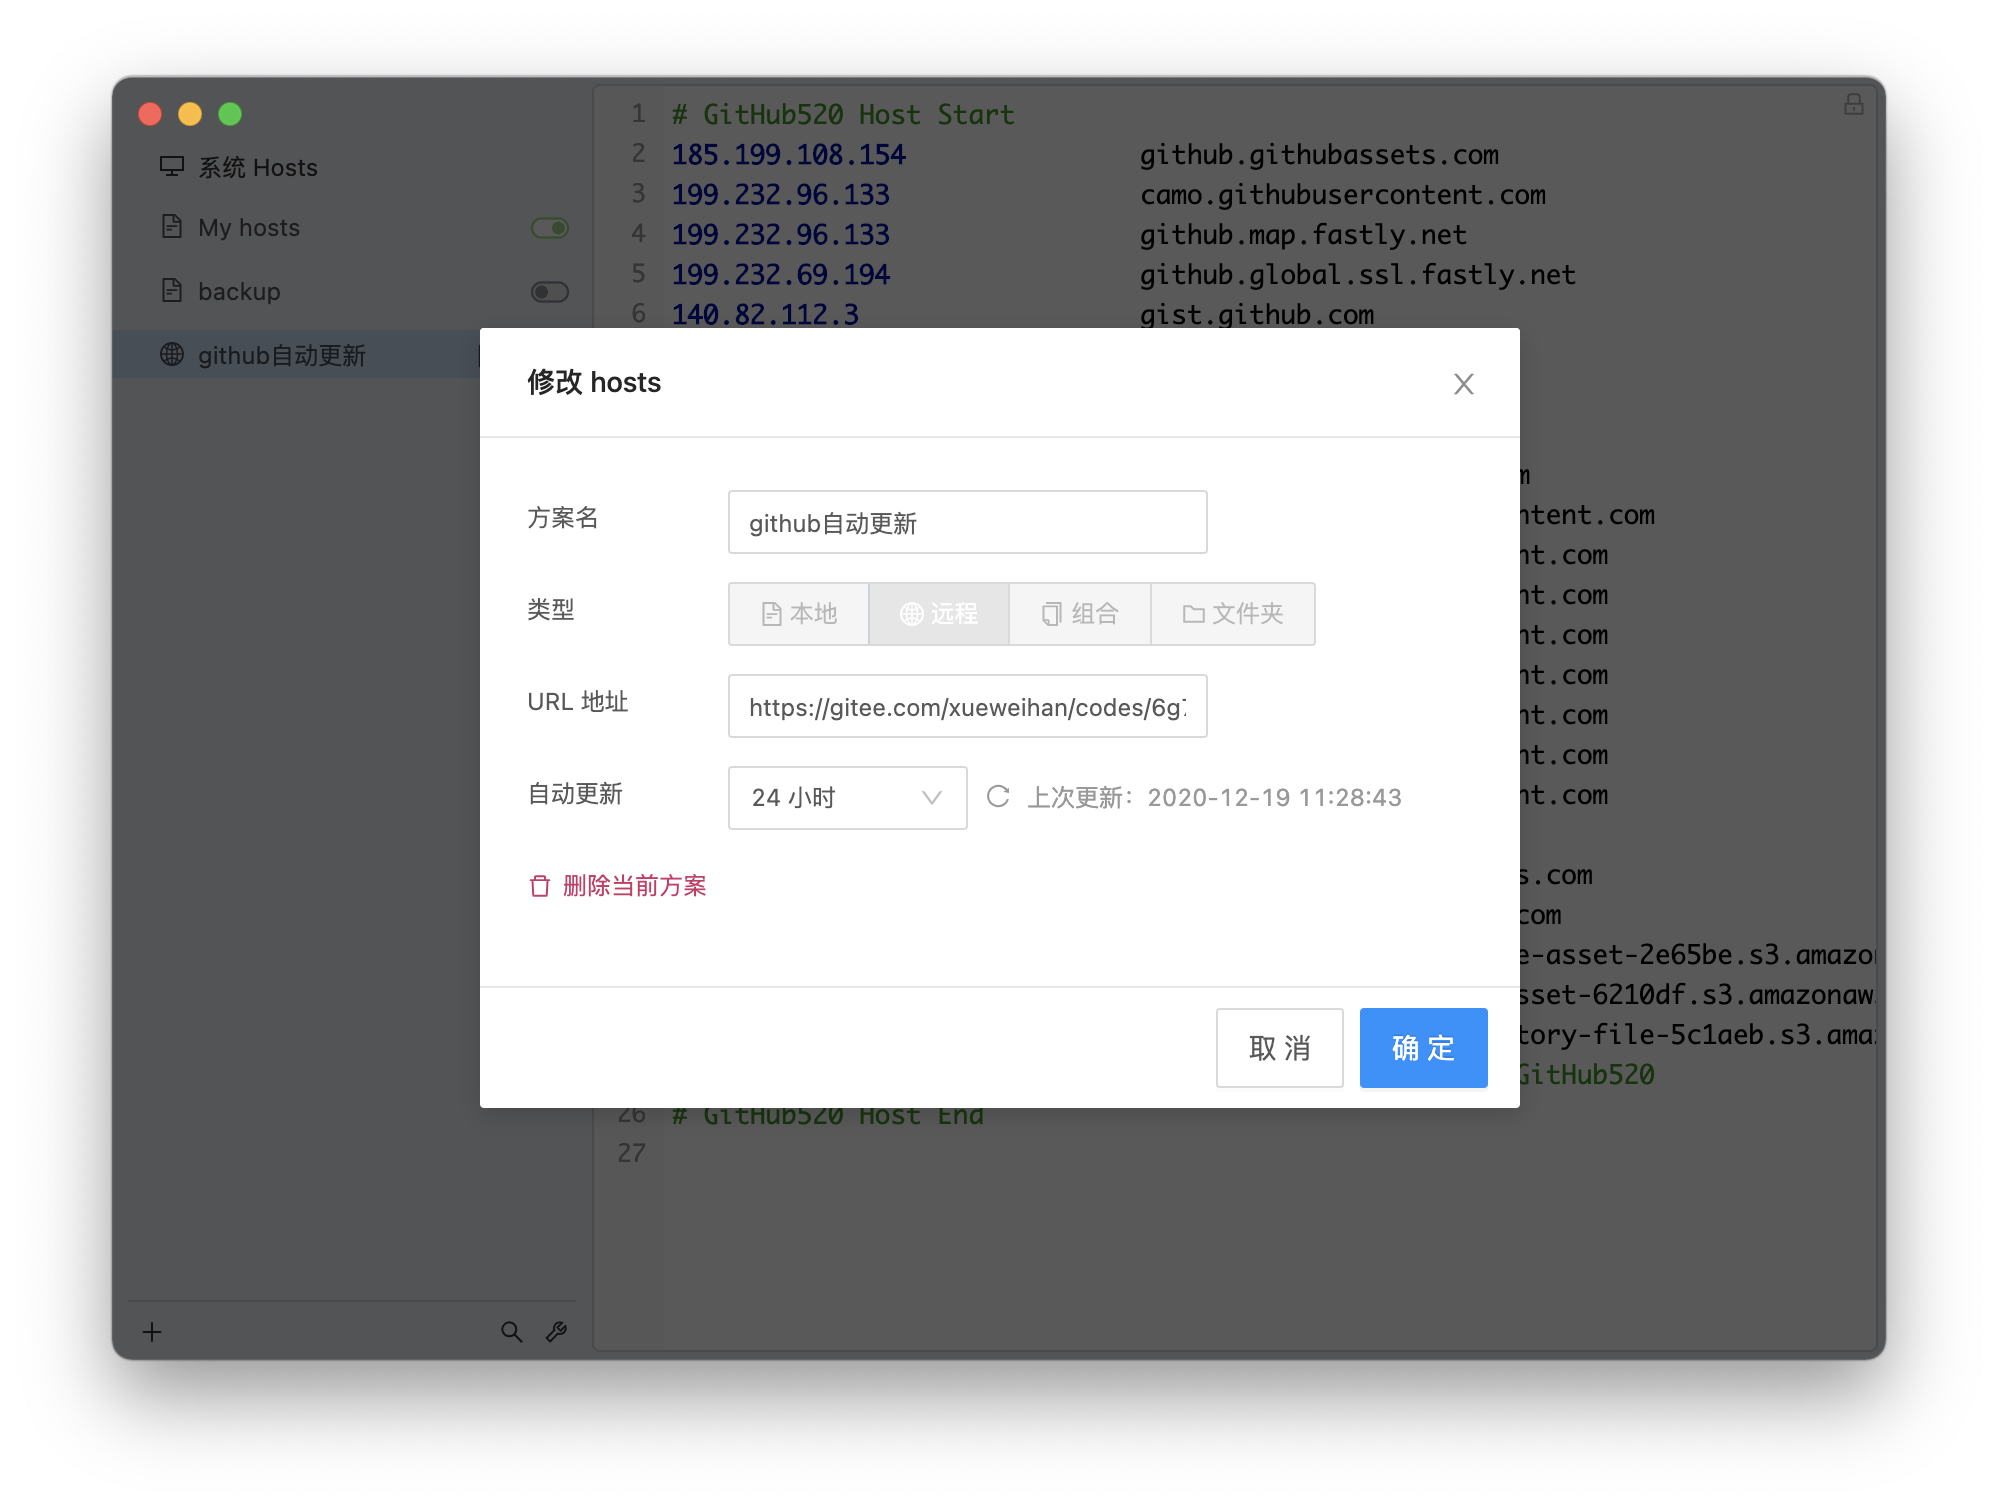 系统 Hosts
My hosts
backup
github自动更新
1 # GitHub520 Host Start
2 185.199.108.154 github.githubassets.com
3 199.232.96.133 camo.githubusercontent.com
4 199.232.96.133 github.map.fastly.net
5 199.232.69.194 github.global.ssl.fastly.net
6 140.82.112.3 gist.github.com
修改 hosts
方案名 github自动更新
类型 本地 远程 组合 文件夹
URL 地址 https://gitee.com/xueweihan/codes/6g
自动更新 24 小时 上次更新： 2020-12-19 11:28:43
删除当前方案
取 消 确 定
m
ntent.com
nt.com
nt.com
nt.com
nt.com
nt.com
nt.com
nt.com
s.com
com
e-asset-2e65be.s3.amazo
sset-6210df.s3.amazonaw
tory-file-5c1aeb.s3.ama
GitHub520
26 # GitHub520 Host End
27